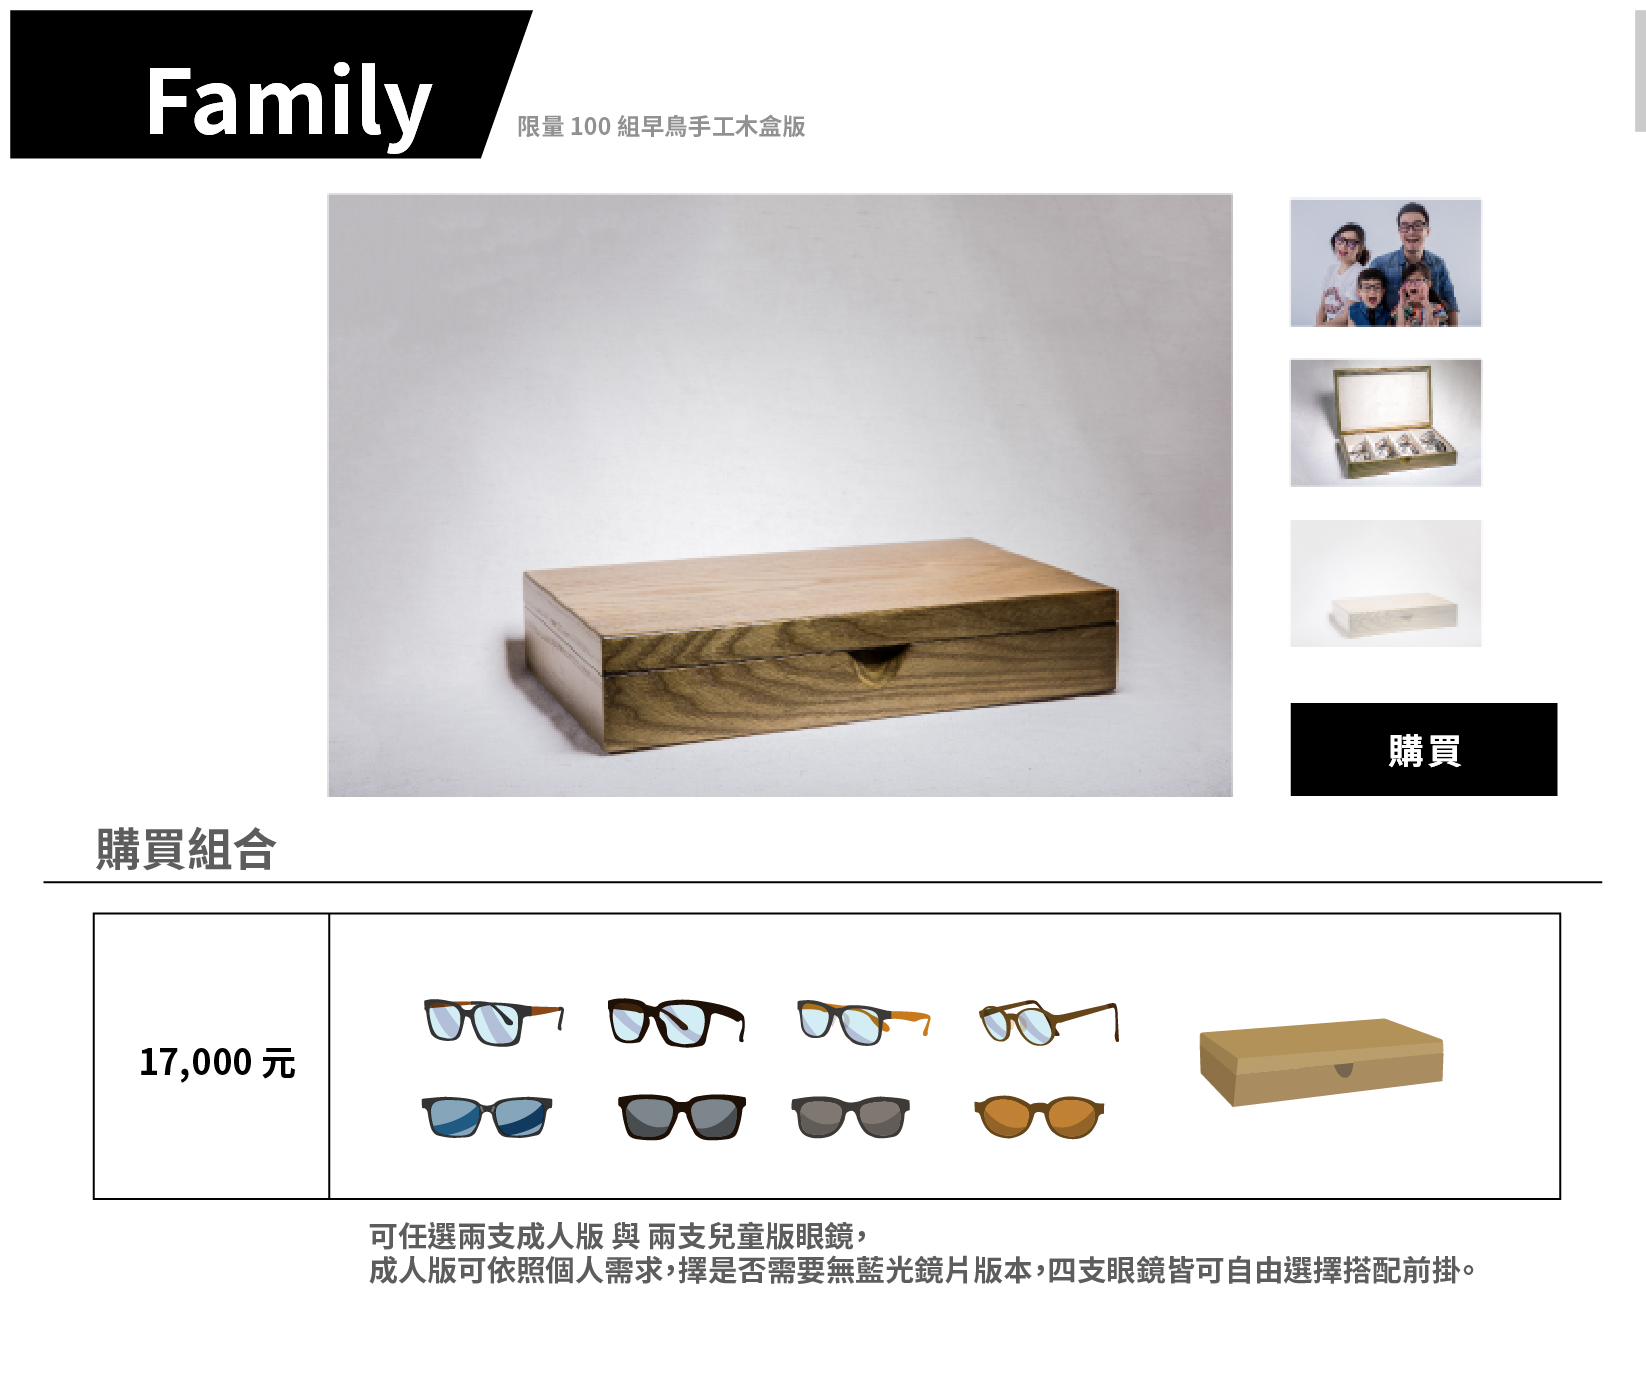 Family
限量 100 組早鳥手工木盒版
購買
購買組合
17,000 元
可任選兩支成人版 與 兩支兒童版眼鏡，
成人版可依照個人需求，擇是否需要無藍光鏡片版本，四支眼鏡皆可自由選擇搭配前掛。